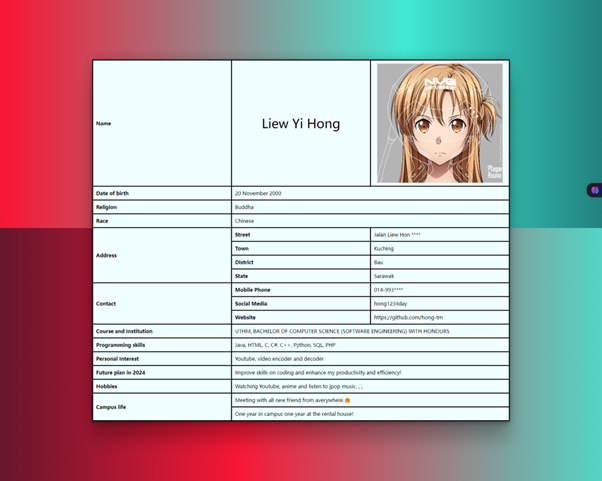 Name
Liew Yi Hong
Date of birth
20 November 2000
Religion
Buddha
Race
Chinese
Address
Street
Jalan Liew Hon ****
Town
Kuching
District
Bau
State
Sarawak
Contact
Mobile Phone
014-993****
Social Media
hong1234day
Website
https://github.com/hong-tm
Course and Institution
UTHM, BACHELOR OF COMPUTER SCIENCE (SOFTWARE ENGINEERING) WITH HONOURS
Programming skills
Java, HTML, C, C#, C++, Python, SQL, PHP
Personal Interest
Youtube, video encoder and decoder
Future plan in 2024
Improve skills on coding and enhance my productivity and efficiency!
Hobbies
Watching Youtube, anime and listen to jpop music, , ,
Campus life
Meeting with all new friend from averywhere.🤗
One year in campus one year at the rental house!